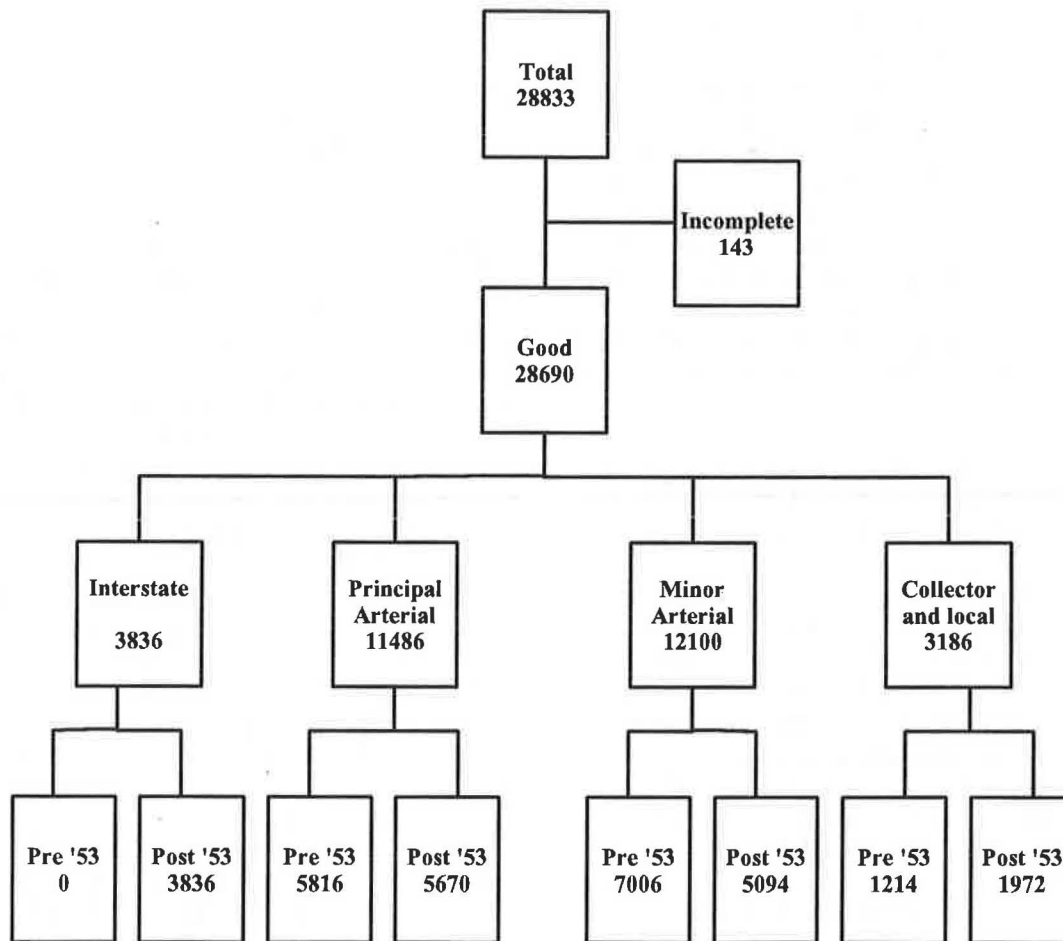 Total
28833
Incomplete
143
Good
28690
Interstate
3836
Principal
Arterial
11486
Minor
Arterial
12100
Collector
and local
3186
Pre '53
0
Post '53
3836
Pre '53
5816
Post '53
5670
Pre '53
7006
Post '53
5094
Pre '53
1214
Post '53
1972